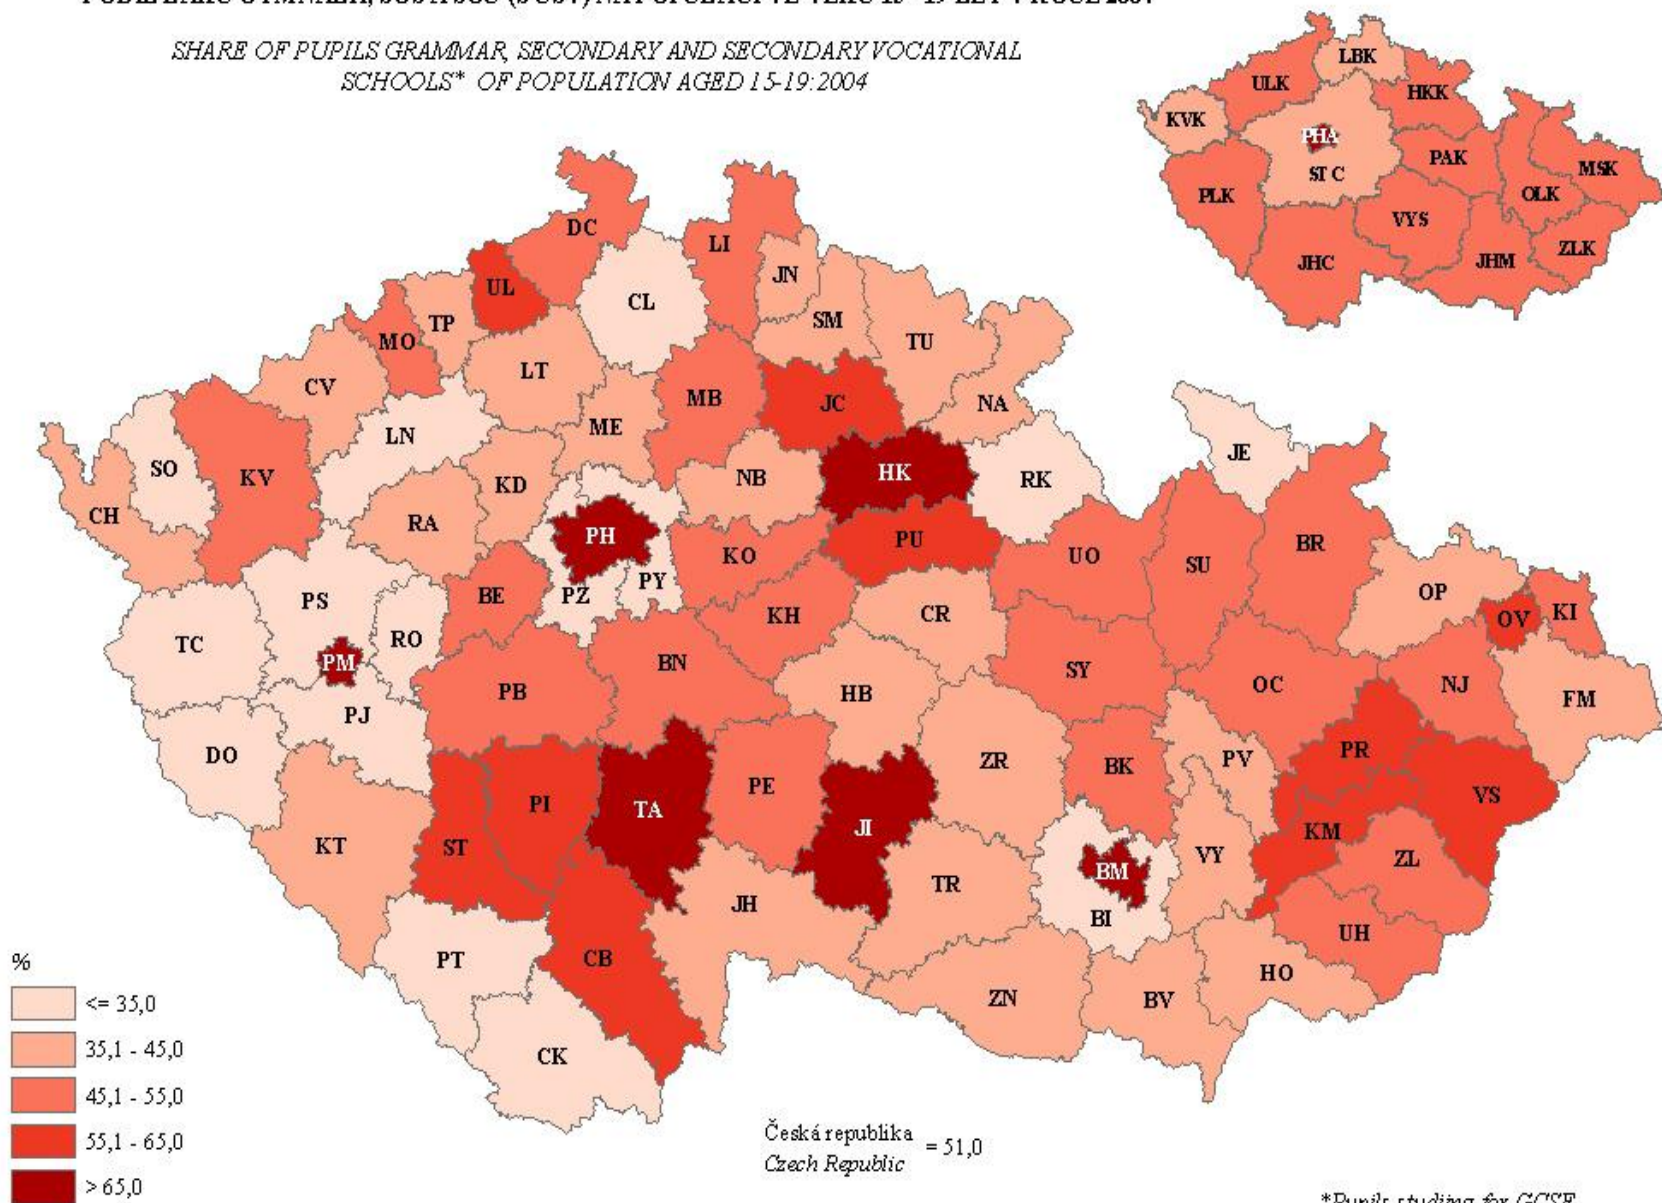 SHARE OF PUPILS GRAMMAR, SECONDARY AND SECONDARY VOCATIONAL
SCHOOLS* OF POPULATION AGED 15-19: 2004
LBK
ULK
HKK
KVK
PHA
PAK
MSK
ST C
PLK
OLK
VYS
ZLK
JHC
JHM
DC
LI
JN
UL
CL
TP
SM
MO
TU
LT
CV
MB
JC
NA
ME
LN
JE
SO
HK
KV
NB
RK
KD
CH
RA
PH
PU
BR
KO
UO
SU
PY
OP
PZ
BE
PS
KH
CR
OV
KI
RO
TC
PM
BN
SY
OC
NJ
PB
HB
FM
PJ
DO
PR
ZR
PV
BK
PE
VS
PI
TA
JI
KM
KT
ST
VY
ZL
BM
TR
JH
BI
UH
PT
CB
HO
ZN
BV
CK
%
<= 35,0
35,1 - 45,0
45,1 - 55,0
55,1 - 65,0
> 65,0
Česká republika
= 51,0
Czech Republic
*Pupils studying for GCSE